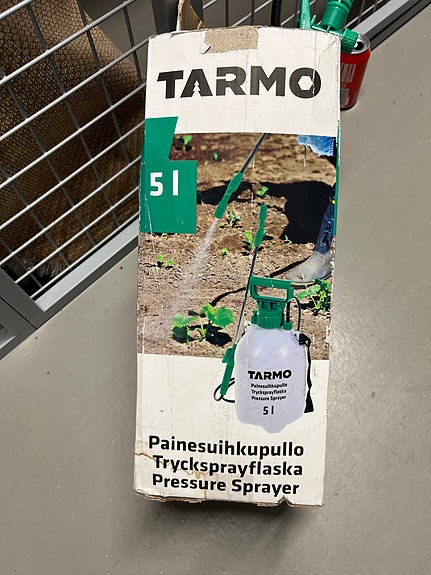 TARMO
5 l
TARMO
Painesuihkupullo
Trycksprayflaska
Pressure Sprayer
5 l
Painesuihkupullo
Trycksprayflaska
Pressure Sprayer